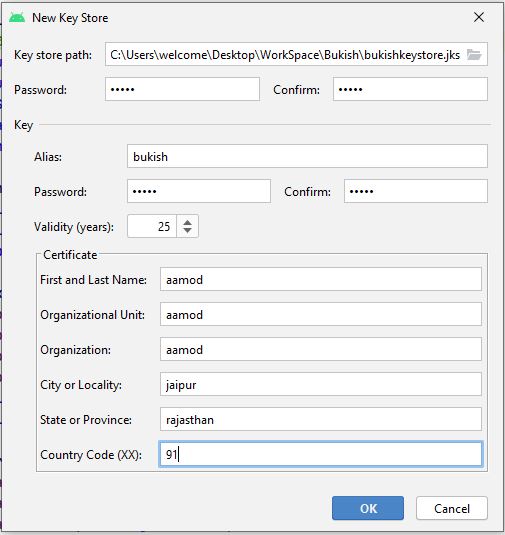 New Key Store
Key store path: C:\Users\welcome\Desktop\WorkSpace\Bukish\bukishkeystore.jks
Password: ••••• Confirm: •••••
Key
Alias: bukish
Password: ••••• Confirm: •••••
Validity (years): 25
Certificate
First and Last Name: aamod
Organizational Unit: aamod
Organization: aamod
City or Locality: jaipur
State or Province: rajasthan
Country Code (XX): 91
OK Cancel